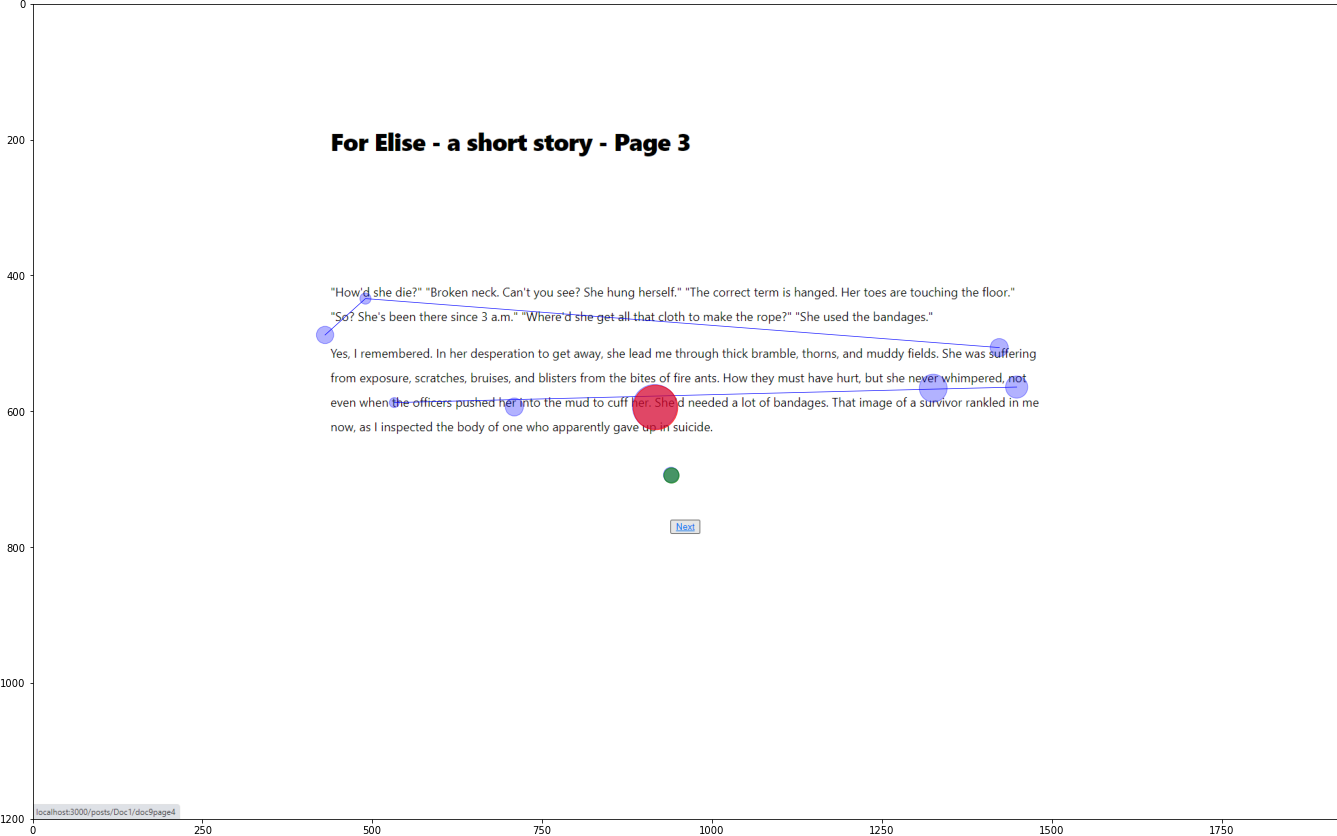 0
200
400
600
800
1000
1200
For Elise - a short story - Page 3
"How'd she die?" "Broken neck. Can't you see? She hung herself." "The correct term is hanged. Her toes are touching the floor."
"So? She's been there since 3 a.m." "Where'd she get all that cloth to make the rope?" "She used the bandages."
Yes, I remembered. In her desperation to get away, she lead me through thick bramble, thorns, and muddy fields. She was suffering
from exposure, scratches, bruises, and blisters from the bites of fire ants. How they must have hurt, but she never whimpered, not
even when the officers pushed her into the mud to cuff her. She'd needed a lot of bandages. That image of a survivor rankled in me
now, as I inspected the body of one who apparently gave up in suicide.
Next
localhost:3000/posts/Doc1/doc9page4
0 250 500 750 1000 1250 1500 1750